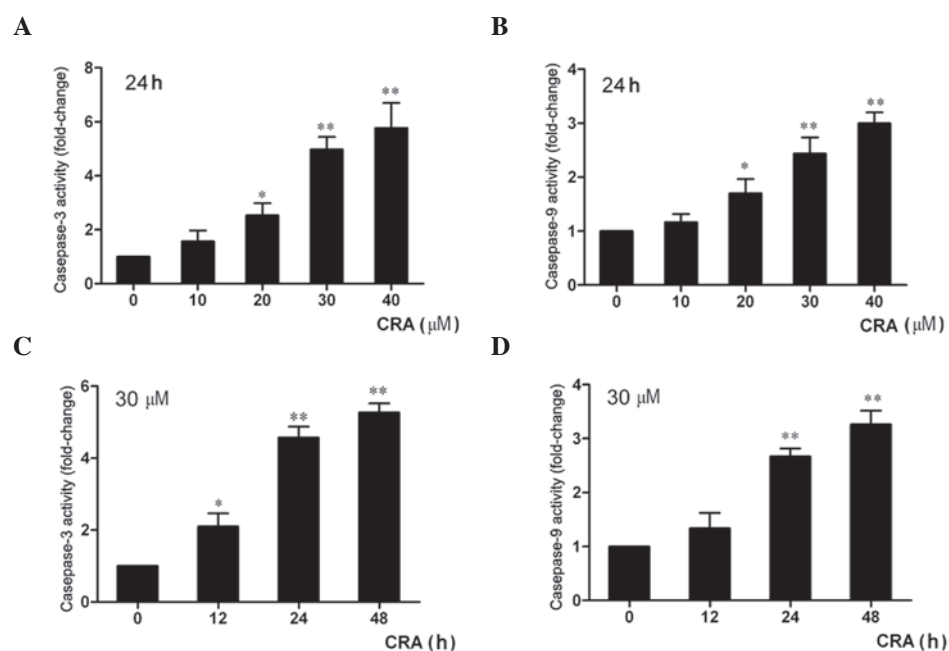 A
Casepase-3 activity (fold-change)
8
6
4
2
0
24h
*
**
**
0 10 20 30 40
CRA (μM)
B
Casepase-9 activity (fold-change)
4
3
2
1
0
24h
*
**
**
0 10 20 30 40
CRA (μM)
C
Casepase-3 activity (fold-change)
6
4
2
0
30 μM
*
**
**
0 12 24 48
CRA (h)
D
Casepase-9 activity (fold-change)
4
3
2
1
0
30 μM
**
**
0 12 24 48
CRA (h)